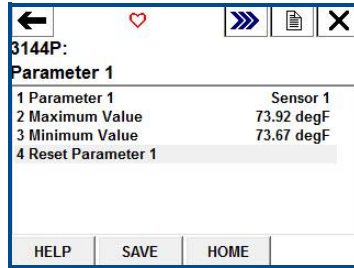 3144P:
Parameter 1
1 Parameter 1 Sensor 1
2 Maximum Value 73.92 degF
3 Minimum Value 73.67 degF
4 Reset Parameter 1
HELP SAVE HOME